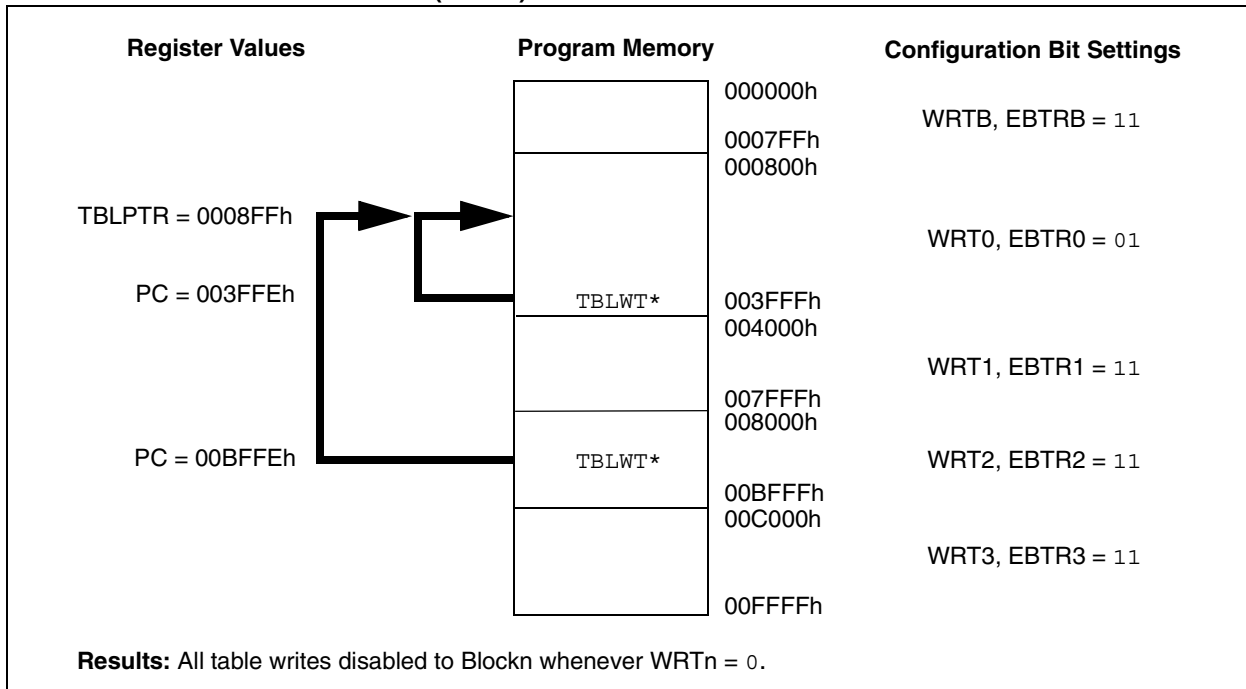 Register Values Program Memory Configuration Bit Settings
000000h
WRTB, EBTRB = 11
0007FFh
000800h
TBLPTR = 0008FFh
WRT0, EBTR0 = 01
PC = 003FFEh TBLWT* 003FFFh
004000h
WRT1, EBTR1 = 11
007FFFh
008000h
PC = 00BFFEh TBLWT* WRT2, EBTR2 = 11
00BFFFh
00C000h
WRT3, EBTR3 = 11
00FFFFh
Results: All table writes disabled to Blockn whenever WRTn = 0.